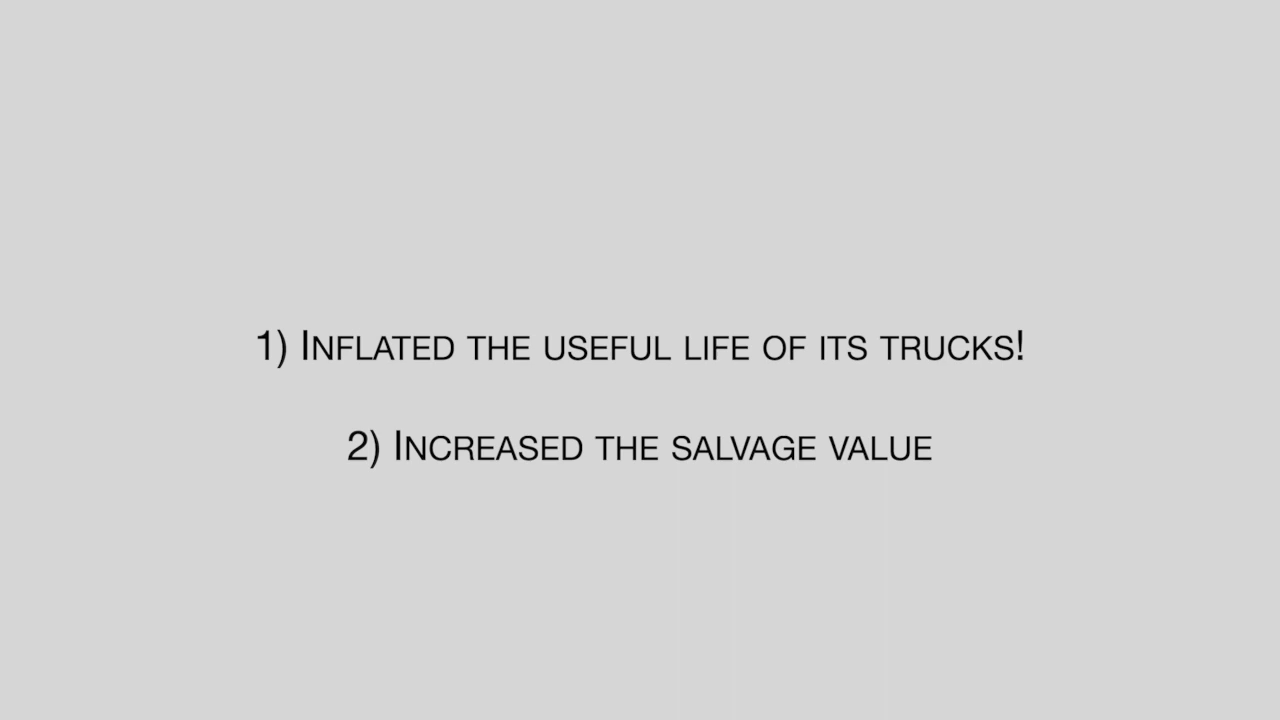 1) Inflated the useful life of its trucks!
2) Increased the salvage value